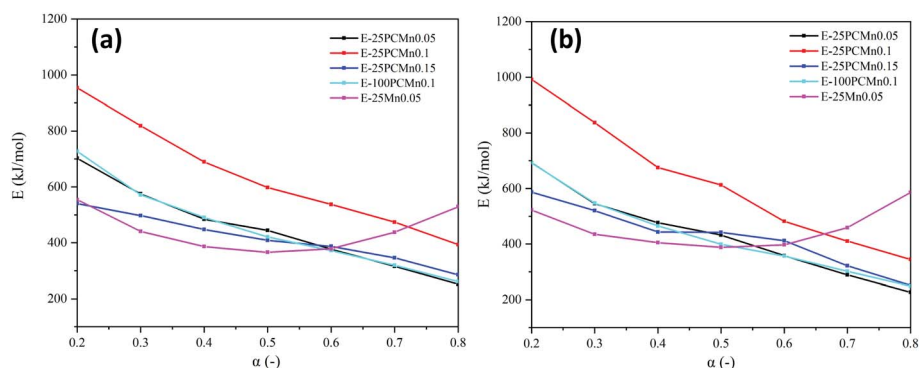 (a)
1200
1000
800
600
400
200
E (kJ/mol)
0.2 0.3 0.4 0.5 0.6 0.7 0.8
α (-)
E-25PCMn0.05
E-25PCMn0.1
E-25PCMn0.15
E-100PCMn0.1
E-25Mn0.05
(b)
1200
1000
800
600
400
200
E (kJ/mol)
0.2 0.3 0.4 0.5 0.6 0.7 0.8
α (-)
E-25PCMn0.05
E-25PCMn0.1
E-25PCMn0.15
E-100PCMn0.1
E-25Mn0.05